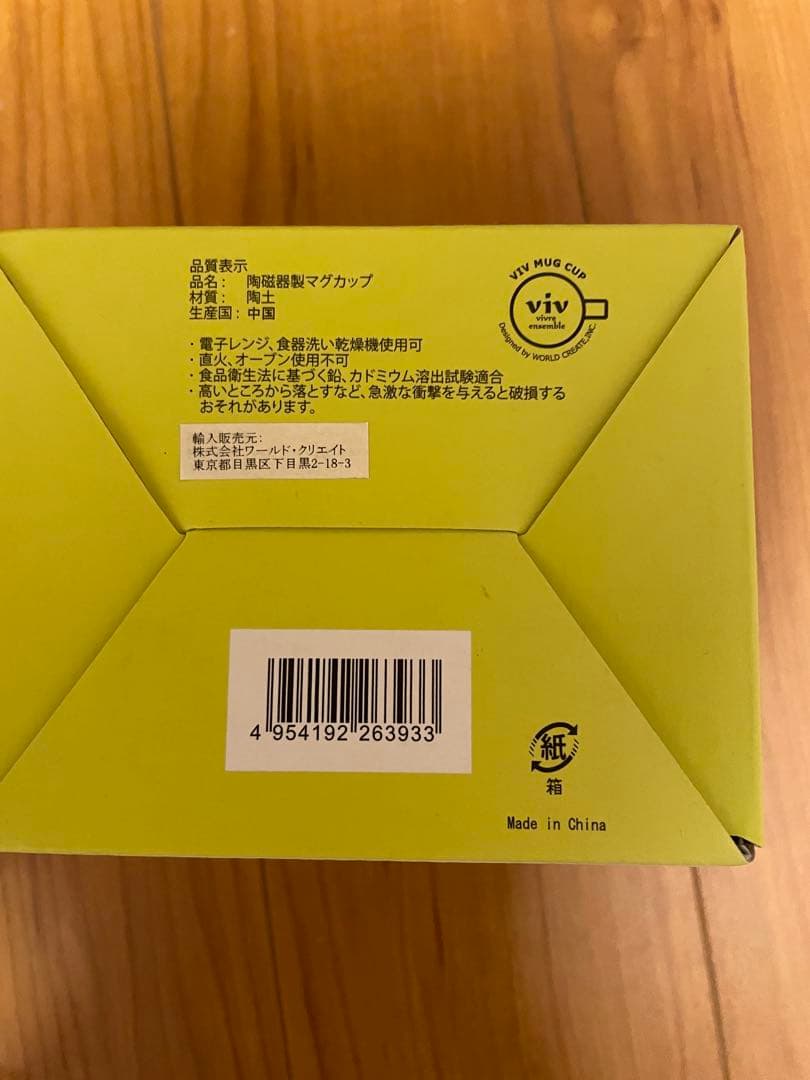 品質表示
品名： 陶磁器製マグカップ
材質： 陶土
生産国： 中国
・電子レンジ、食器洗い乾燥機使用可
・直火、オーブン使用不可
・食品衛生法に基づく鉛、カドミウム溶出試験適合
・高いところから落とすなど、急激な衝撃を与えると破損する
おそれがあります。
VIV MUG CUP
viv
vivre
ensemble
Designed by WORLD CREATE,INC.
輸入販売元:
株式会社ワールド・クリエイト
東京都目黒区下目黒2-18-3
4 954192 263933
紙
箱
Made in China